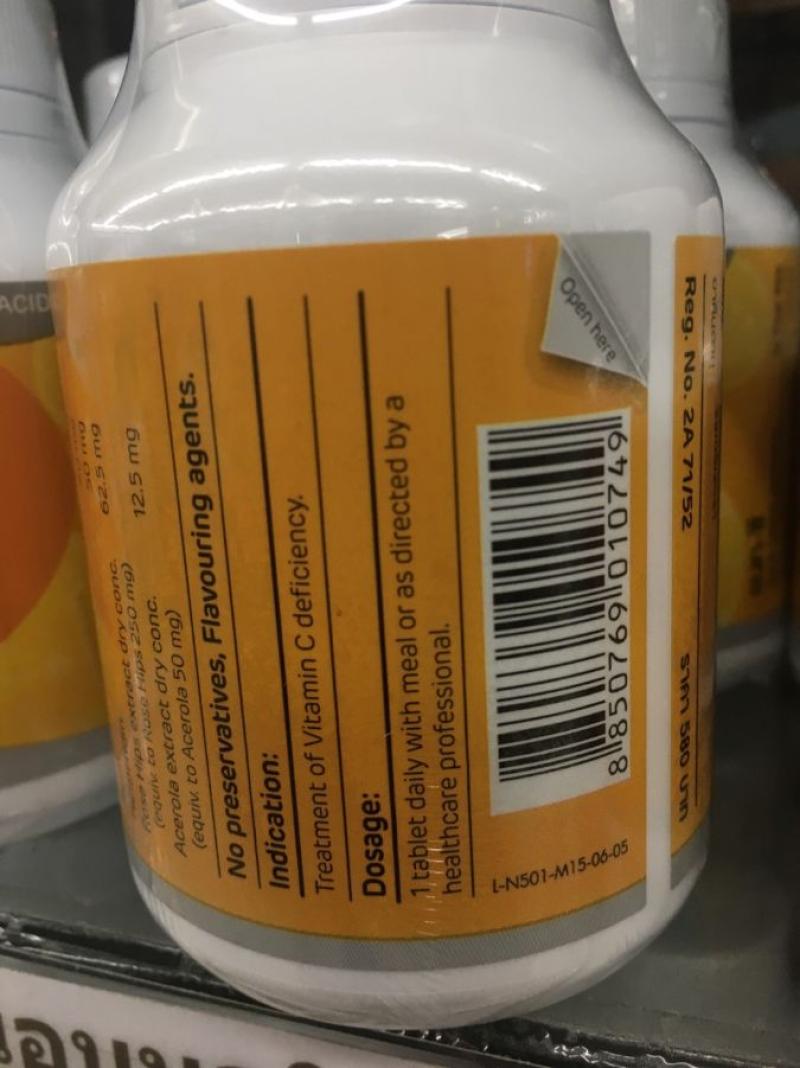 50 mg
Rose Hips extract dry conc. 62.5 mg
(equiv. to Rose Hips 250 mg)
Acerola extract dry conc. 12.5 mg
(equiv. to Acerola 50 mg)
No preservatives, Flavouring agents.
Indication:
Treatment of Vitamin C deficiency.
Dosage:
1 tablet daily with meal or as directed by a
healthcare professional.
Open here
8 850769 010749
L-N501-M15-06-05
Reg. No. 2A 71/52
ราคา 580 บาท
ACID